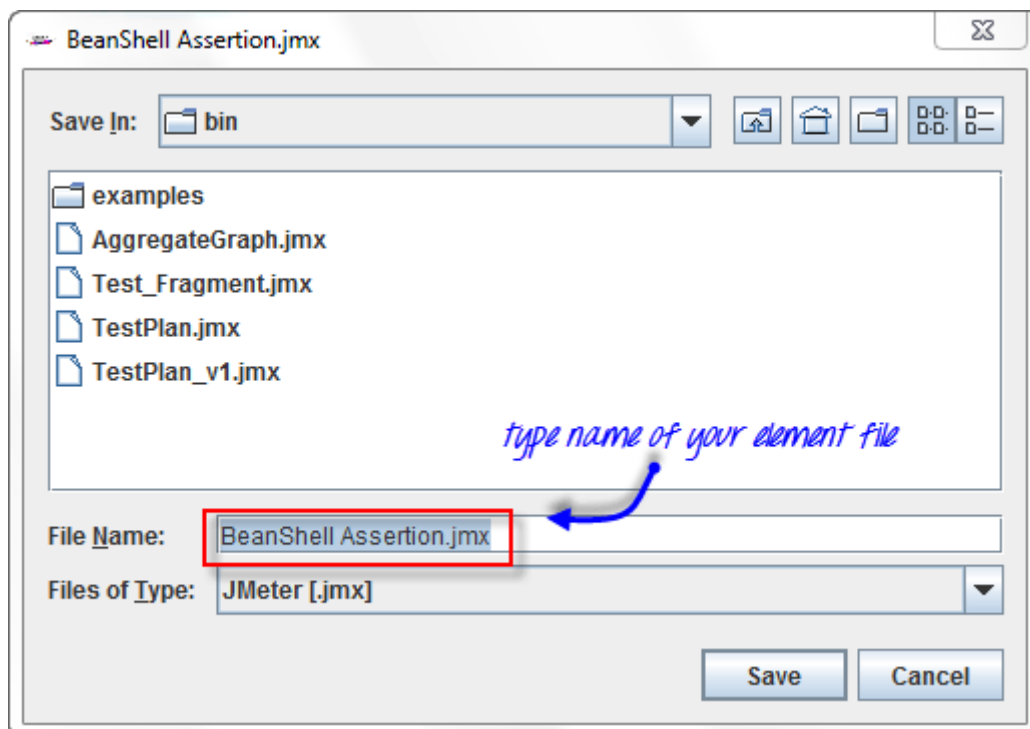 BeanShell Assertion.jmx
Save In: bin
examples
AggregateGraph.jmx
Test_Fragment.jmx
TestPlan.jmx
TestPlan_v1.jmx
type name of your element file
File Name: BeanShell Assertion.jmx
Files of Type: JMeter [.jmx]
Save Cancel